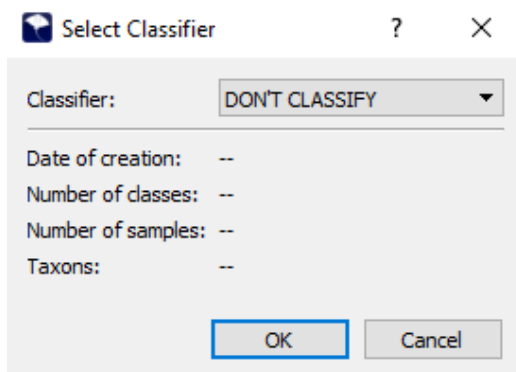 Select Classifier ?
Classifier: DON'T CLASSIFY
Date of creation: --
Number of classes: --
Number of samples: --
Taxons: --
OK Cancel